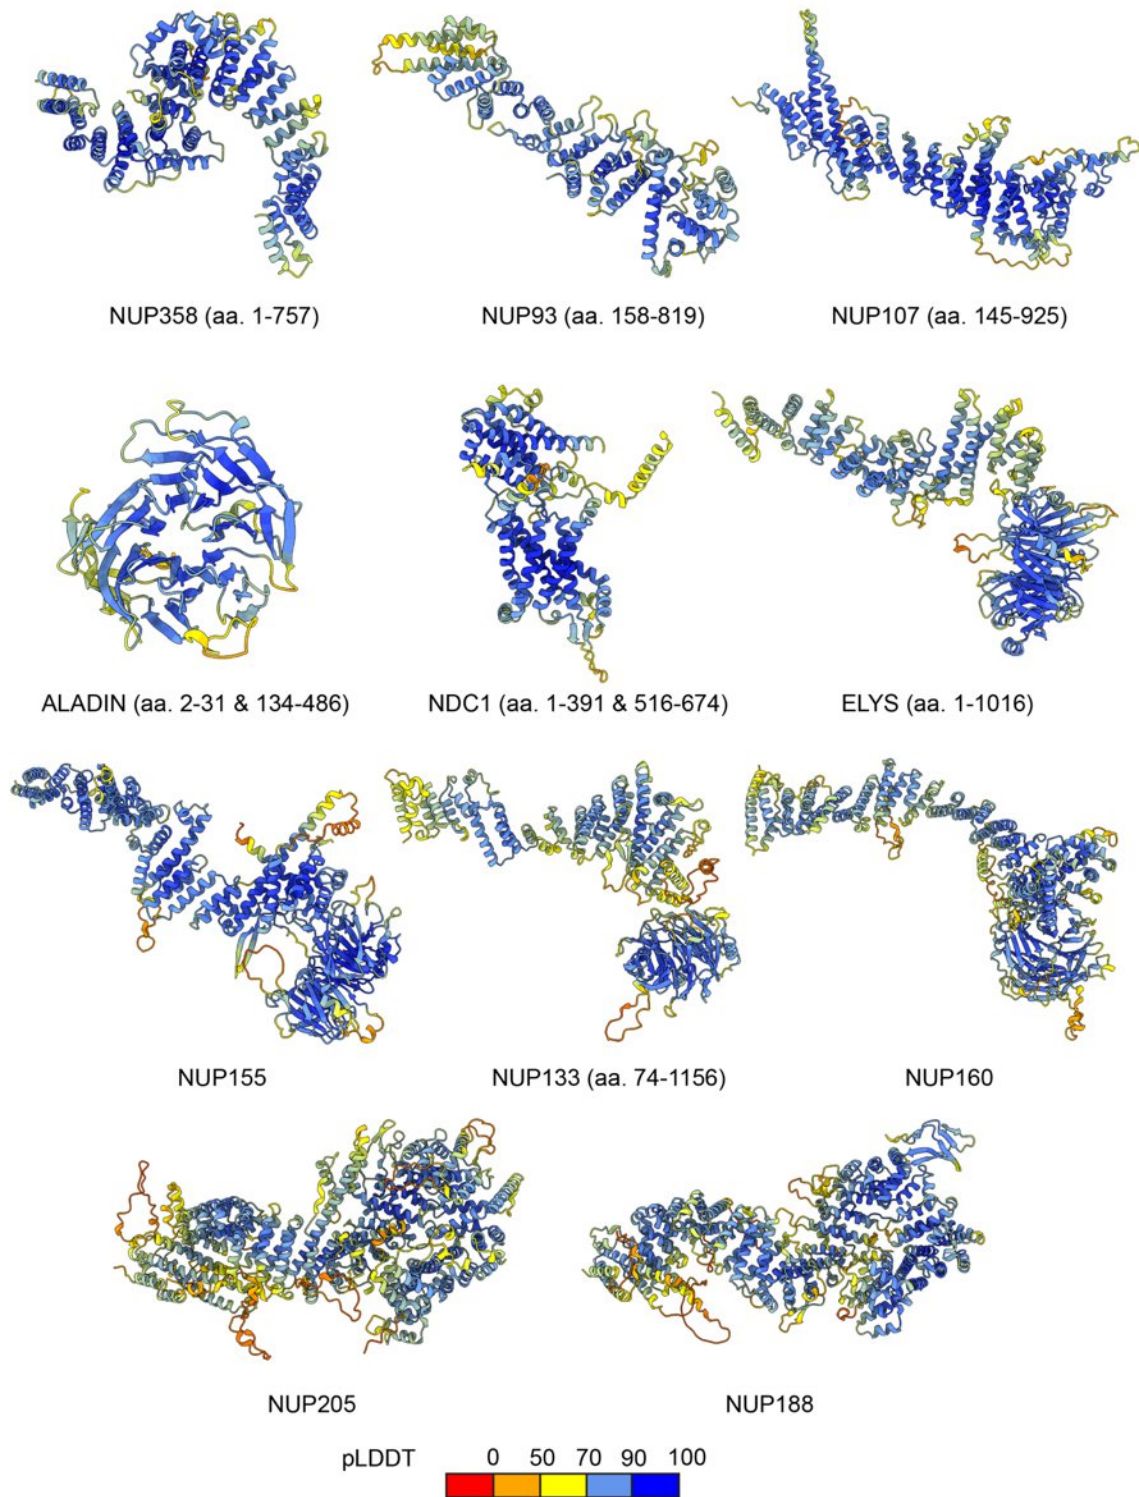 NUP358 (aa. 1-757) NUP93 (aa. 158-819) NUP107 (aa. 145-925)
ALADIN (aa. 2-31 & 134-486) NDC1 (aa. 1-391 & 516-674) ELYS (aa. 1-1016)
NUP155 NUP133 (aa. 74-1156) NUP160
NUP205 NUP188
pLDDT 0 50 70 90 100